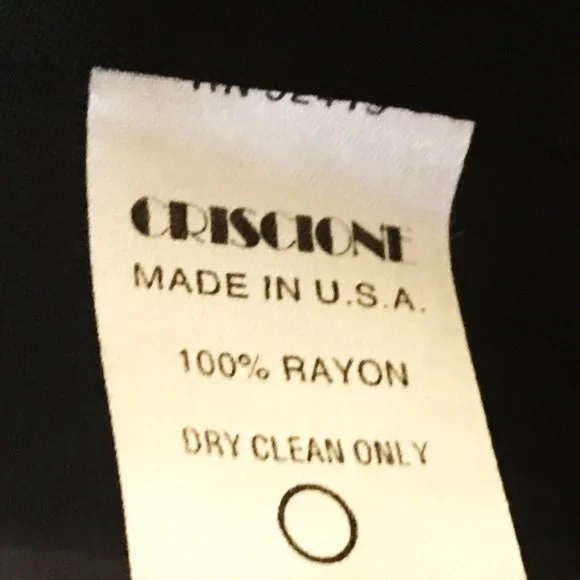 CRISCIONE
MADE IN U.S.A.
100% RAYON
DRY CLEAN ONLY